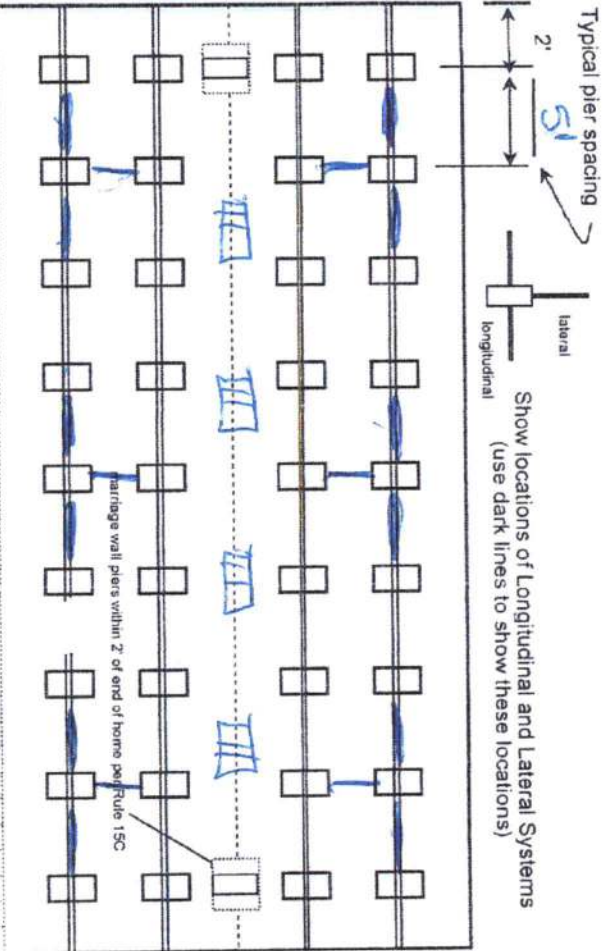 Typical pier spacing
2'
5'
lateral
longitudinal
Show locations of Longitudinal and Lateral Systems
(use dark lines to show these locations)
marriage wall piers within 2' of end of home per Rule 15C